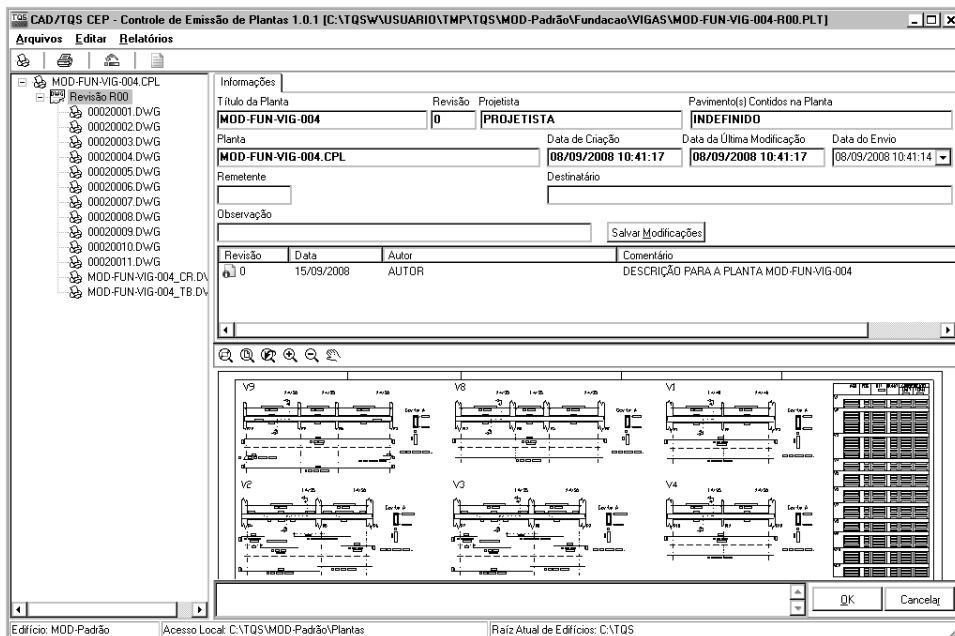 TQS CAD/TQS CEP - Controle de Emissão de Plantas 1.0.1 [C:\TQSW\USUARIO\TMP\TQS\MOD-Padrão\Fundacao\VIGAS\MOD-FUN-VIG-004-R00.PLT]
Arquivos Editar Relatórios
MOD-FUN-VIG-004.CPL
Revisão R00
00020001.DWG
00020002.DWG
00020003.DWG
00020004.DWG
00020005.DWG
00020006.DWG
00020007.DWG
00020008.DWG
00020009.DWG
00020010.DWG
00020011.DWG
MOD-FUN-VIG-004_CR.D
MOD-FUN-VIG-004_TB.D
Informações
Título da Planta Revisão Projetista Pavimento(s) Contidos na Planta
MOD-FUN-VIG-004 0 PROJETISTA INDEFINIDO
Planta Data de Criação Data da Última Modificação Data do Envio
MOD-FUN-VIG-004.CPL 08/09/2008 10:41:17 08/09/2008 10:41:17 08/09/2008 10:41:14
Remetente Destinatário
Observação
Salvar Modificações
Revisão Data Autor Comentário
0 15/09/2008 AUTOR DESCRIÇÃO PARA A PLANTA MOD-FUN-VIG-004
V9 V8 V1
Corte A Corte A Corte A
V2 V3 V4
Corte A Corte A Corte A
OK Cancelar
Edifício: MOD-Padrão Acesso Local: C:\TQS\MOD-Padrão\Plantas Raíz Atual de Edifícios: C:\TQS